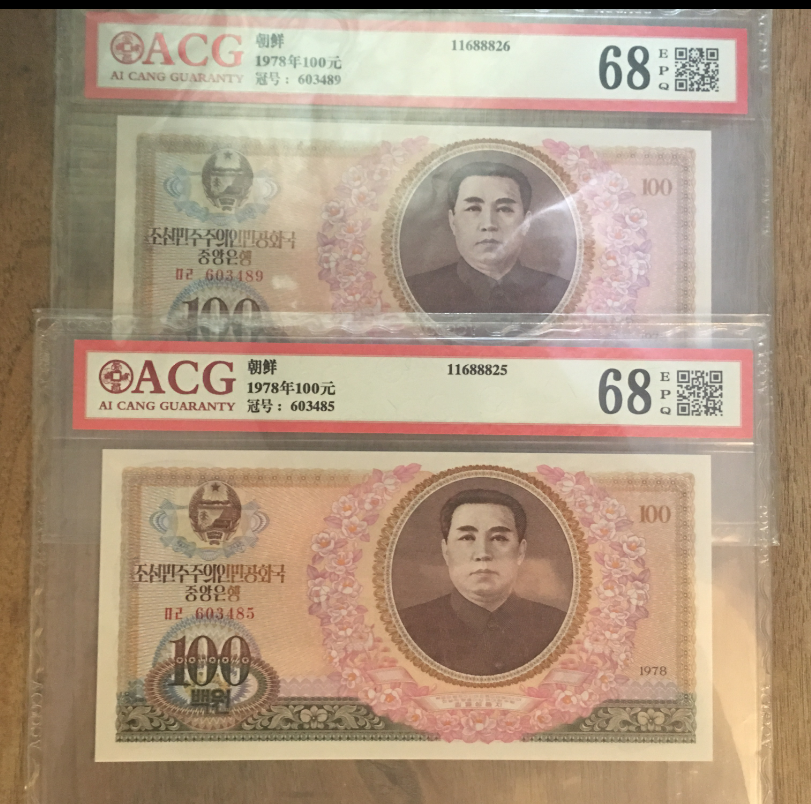 ACG
AI CANG GUARANTY
朝鲜
1978年100元
冠号： 603489
11688826
68
E
P
Q
조선민주주의인민공화국
중앙은행
ㅁㄹ 603489
100
100
ACG
AI CANG GUARANTY
朝鲜
1978年100元
冠号： 603485
11688825
68
E
P
Q
조선민주주의인민공화국
중앙은행
ㅁㄹ 603485
100
백원
100
1978